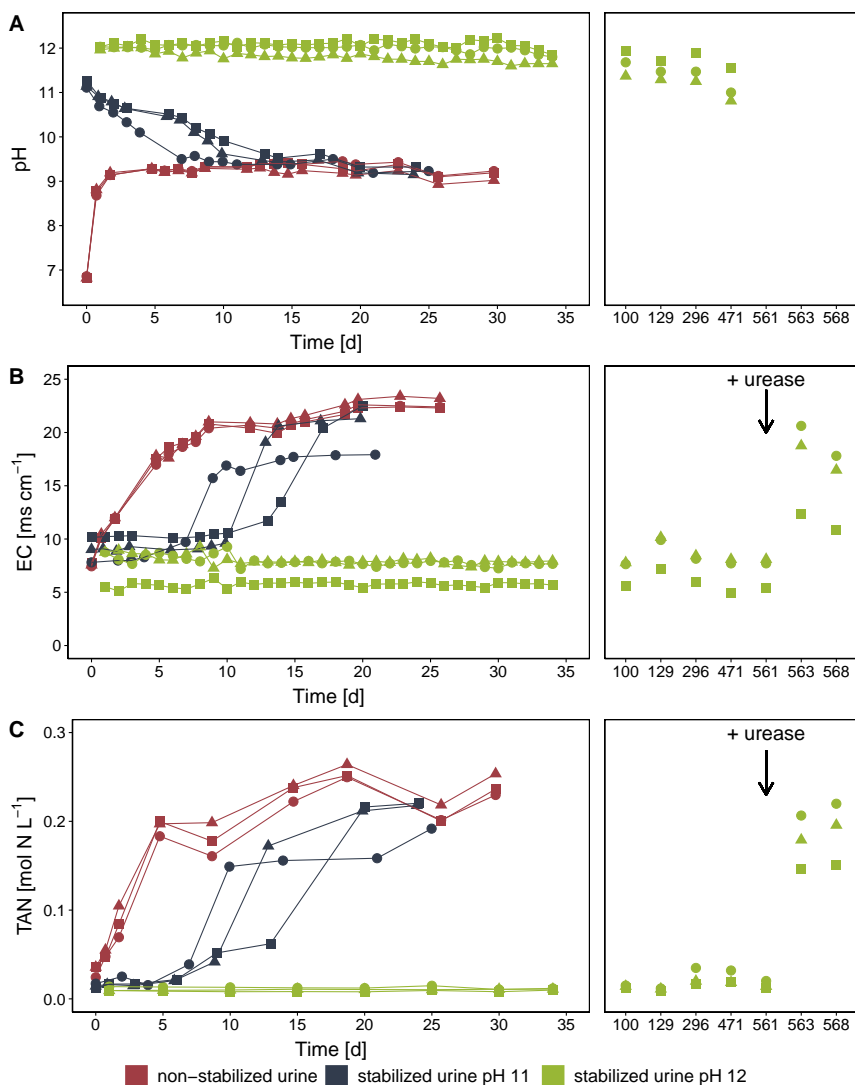 A
pH
12
11
10
9
8
7
0 5 10 15 20 25 30 35
Time [d]
100 129 296 471 561 563 568
B
EC [ms cm⁻¹]
25
20
15
10
5
0
0 5 10 15 20 25 30 35
Time [d]
+ urease
100 129 296 471 561 563 568
C
TAN [mol N L⁻¹]
0.3
0.2
0.1
0.0
0 5 10 15 20 25 30 35
Time [d]
+ urease
100 129 296 471 561 563 568
non−stabilized urine stabilized urine pH 11 stabilized urine pH 12